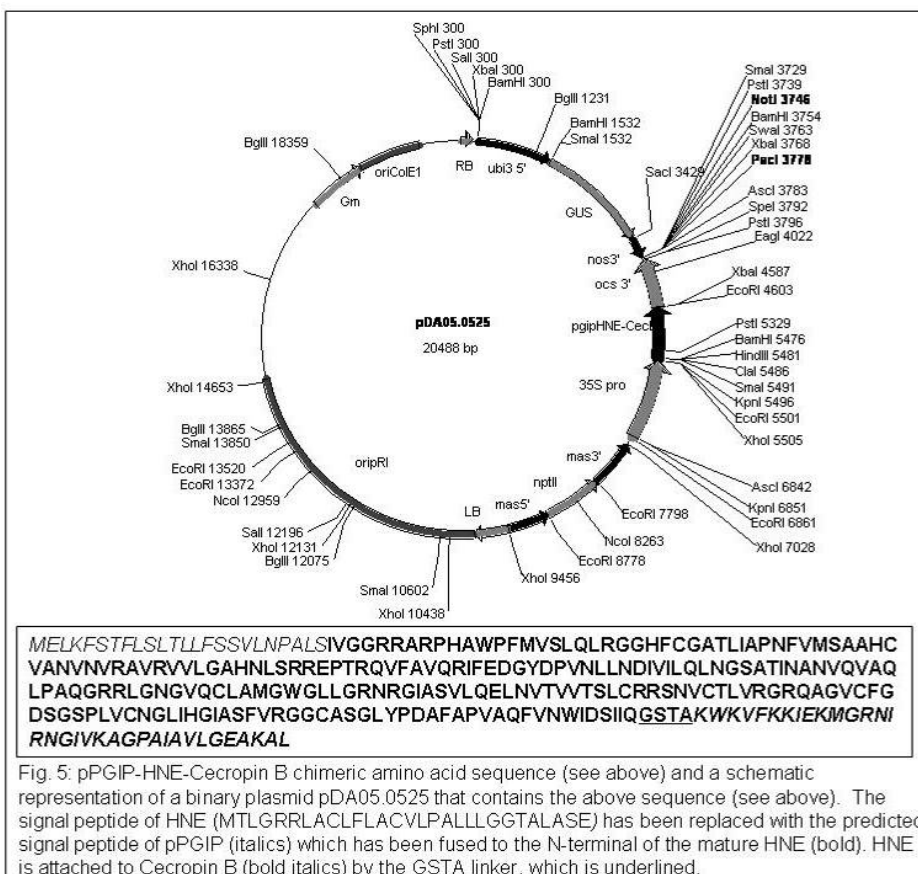 SphI 300
PstI 300
SalI 300
XbaI 300
BamHI 300
BglII 1231
BamHI 1532
SmaI 1532
SmaI 3729
PstI 3739
NotI 3746
BamHI 3754
SwaI 3763
XbaI 3768
PacI 3778
SacI 3429
AscI 3783
SpeI 3792
PstI 3796
EagI 4022
XbaI 4587
EcoRI 4603
PstI 5329
BamHI 5476
HindIII 5481
ClaI 5486
SmaI 5491
KpnI 5496
EcoRI 5501
XhoI 5505
AscI 6842
KpnI 6851
EcoRI 6861
XhoI 7028
EcoRI 7798
NcoI 8263
EcoRI 8778
XhoI 9456
XhoI 10438
SmaI 10602
BglII 12075
XhoI 12131
SalI 12196
NcoI 12959
EcoRI 13372
EcoRI 13520
SmaI 13850
BglII 13865
XhoI 14653
XhoI 16338
BglII 18359
Gm
oriColE1
RB
ubi3 5'
GUS
nos3'
ocs 3'
pgipHNE-Cec
35S pro
mas3'
nptII
mas5'
LB
oripRI
pDA05.0525
20488 bp
MELKFSTFLSLTLLFSSVLNPALSIVGGRRARPHAWPFMVSLQLRGGHFCGATLIAPNFVMSAAHC
VANVNVRAVRVVLGAHNLSRREPTRQVFAVQRIFEDGYDPVNLLNDIVILQLNGSATINANVQVAQ
LPAQGRRLGNGVQCLAMGWGLLGRNRGIASVLQELNVTVVTSLCRRSNVCTLVRGRQAGVCFG
DSGSPLVCNGLIHGIASFVRGGCASGLYPDAFAPVAQFVNWIDSIIQGSTAKWKVFKKIEKMGRNI
RNGIVKAGPAIAVLGEAKAL
Fig. 5: pPGIP-HNE-Cecropin B chimeric amino acid sequence (see above) and a schematic
representation of a binary plasmid pDA05.0525 that contains the above sequence (see above). The
signal peptide of HNE (MTLGRRLACLFLACVLPALLLGGTALASE) has been replaced with the predicted
signal peptide of pPGIP (italics) which has been fused to the N-terminal of the mature HNE (bold). HNE
is attached to Cecropin B (bold italics) by the GSTA linker, which is underlined.